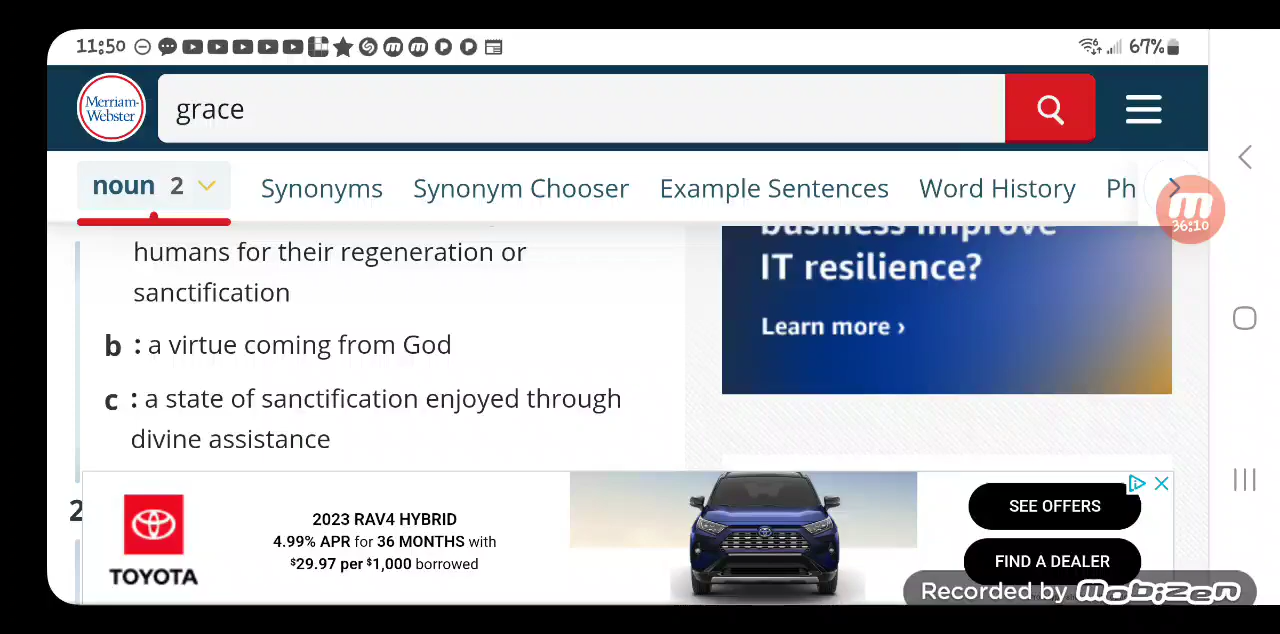 11:50 67%
Merriam-
Webster
grace
36:10
noun 2 Synonyms Synonym Chooser Example Sentences Word History Ph
humans for their regeneration or
sanctification
b : a virtue coming from God
c : a state of sanctification enjoyed through
divine assistance
2
business improve
IT resilience?
Learn more ›
TOYOTA
2023 RAV4 HYBRID
4.99% APR for 36 MONTHS with
$29.97 per $1,000 borrowed
SEE OFFERS
FIND A DEALER
Recorded by mobizen